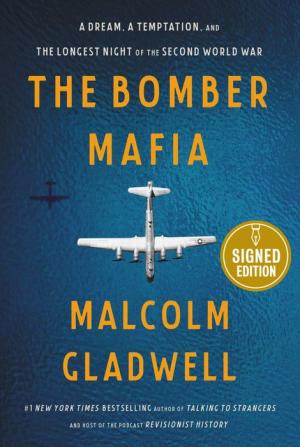 A DREAM, A TEMPTATION, AND
THE LONGEST NIGHT OF THE SECOND WORLD WAR
THE BOMBER
MAFIA
SIGNED
EDITION
MALCOLM
GLADWELL
#1 NEW YORK TIMES BESTSELLING AUTHOR OF TALKING TO STRANGERS
AND HOST OF THE PODCAST REVISIONIST HISTORY